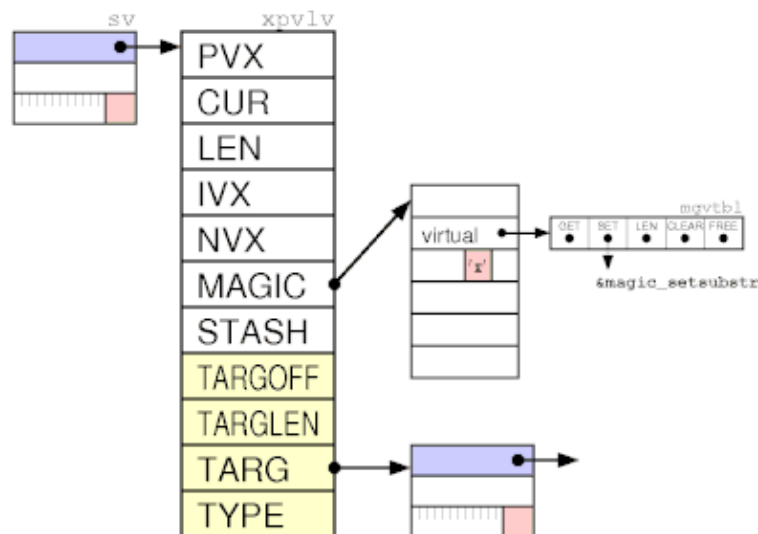 sv
xpvlv
PVX
CUR
LEN
IVX
NVX
MAGIC
STASH
TARGOFF
TARGLEN
TARG
TYPE
virtual
'x'
mgvtbl
GET SET LEN CLEAR FREE
&magic_setsubstr